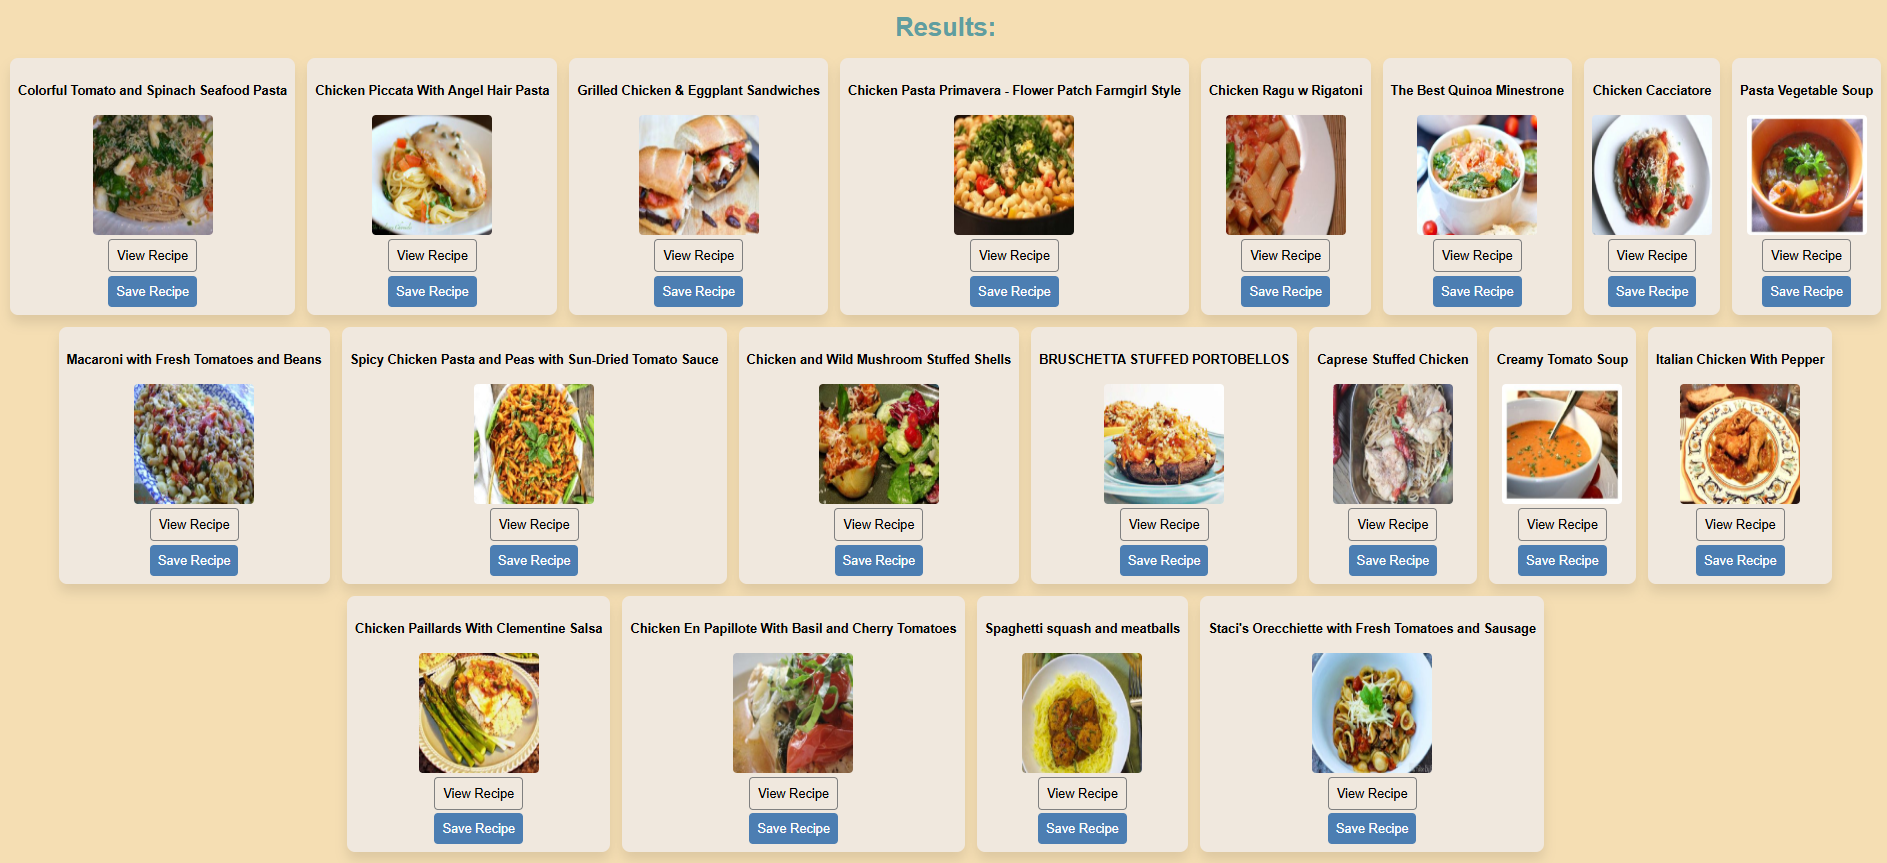 Results:
Colorful Tomato and Spinach Seafood Pasta
Chicken Piccata With Angel Hair Pasta
Grilled Chicken & Eggplant Sandwiches
Chicken Pasta Primavera - Flower Patch Farmgirl Style
Chicken Ragu w Rigatoni
The Best Quinoa Minestrone
Chicken Cacciatore
Pasta Vegetable Soup
View Recipe
View Recipe
View Recipe
View Recipe
View Recipe
View Recipe
View Recipe
View Recipe
Save Recipe
Save Recipe
Save Recipe
Save Recipe
Save Recipe
Save Recipe
Save Recipe
Save Recipe
Macaroni with Fresh Tomatoes and Beans
Spicy Chicken Pasta and Peas with Sun-Dried Tomato Sauce
Chicken and Wild Mushroom Stuffed Shells
BRUSCHETTA STUFFED PORTOBELLOS
Caprese Stuffed Chicken
Creamy Tomato Soup
Italian Chicken With Pepper
View Recipe
View Recipe
View Recipe
View Recipe
View Recipe
View Recipe
View Recipe
Save Recipe
Save Recipe
Save Recipe
Save Recipe
Save Recipe
Save Recipe
Save Recipe
Chicken Paillards With Clementine Salsa
Chicken En Papillote With Basil and Cherry Tomatoes
Spaghetti squash and meatballs
Staci's Orecchiette with Fresh Tomatoes and Sausage
View Recipe
View Recipe
View Recipe
View Recipe
Save Recipe
Save Recipe
Save Recipe
Save Recipe